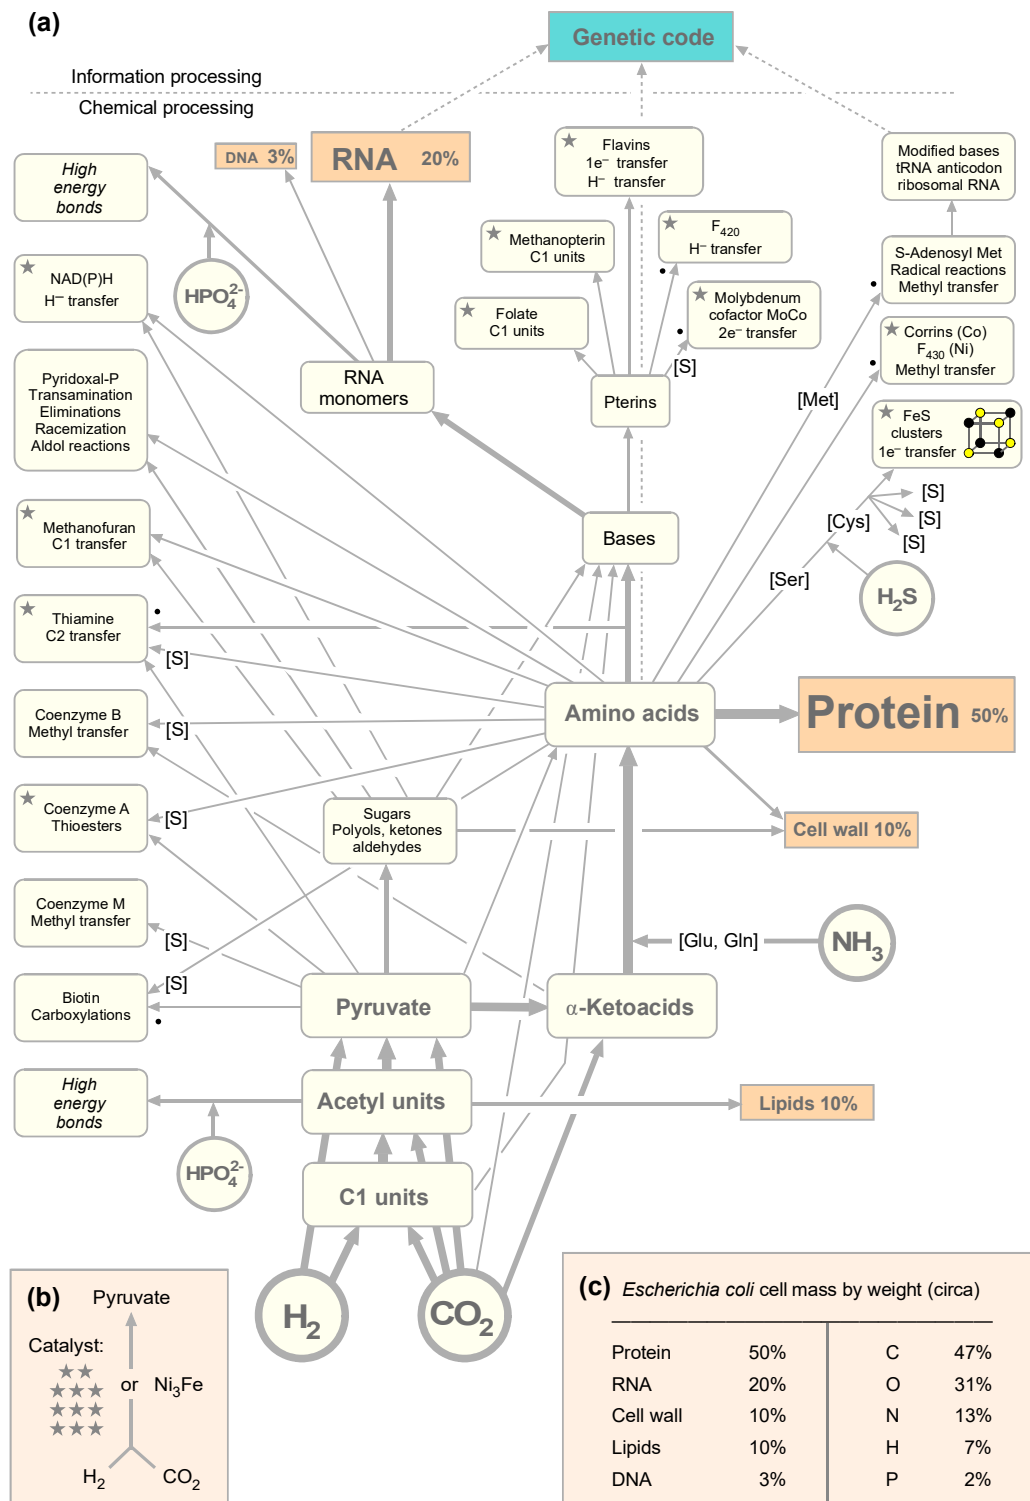 (a)
Genetic code
Information processing
Chemical processing
DNA 3%
RNA 20%
High
energy
bonds
Flavins
1e– transfer
H– transfer
Modified bases
tRNA anticodon
ribosomal RNA
NAD(P)H
H– transfer
HPO₄²⁻
Methanopterin
C1 units
F₄₂₀
H– transfer
S-Adenosyl Met
Radical reactions
Methyl transfer
Folate
C1 units
Molybdenum
cofactor MoCo
2e– transfer
[S]
Corrins (Co)
F₄₃₀ (Ni)
Methyl transfer
Pyridoxal-P
Transamination
Eliminations
Racemization
Aldol reactions
RNA
monomers
Pterins
[Met]
FeS
clusters
1e– transfer
[S]
[S]
[S]
[Cys]
[Ser]
H₂S
Methanofuran
C1 transfer
Bases
Thiamine
C2 transfer
[S]
Coenzyme B
Methyl transfer
[S]
Amino acids
Protein 50%
Coenzyme A
Thioesters
[S]
Sugars
Polyols, ketones
aldehydes
Cell wall 10%
Coenzyme M
Methyl transfer
[S]
[Glu, Gln]
NH₃
Biotin
Carboxylations
[S]
Pyruvate
α-Ketoacids
High
energy
bonds
Acetyl units
Lipids 10%
HPO₄²⁻
C1 units
H₂
CO₂
(b)
Pyruvate
Catalyst:
or Ni₃Fe
H₂
CO₂
(c) Escherichia coli cell mass by weight (circa)
Protein 50% C 47%
RNA 20% O 31%
Cell wall 10% N 13%
Lipids 10% H 7%
DNA 3% P 2%